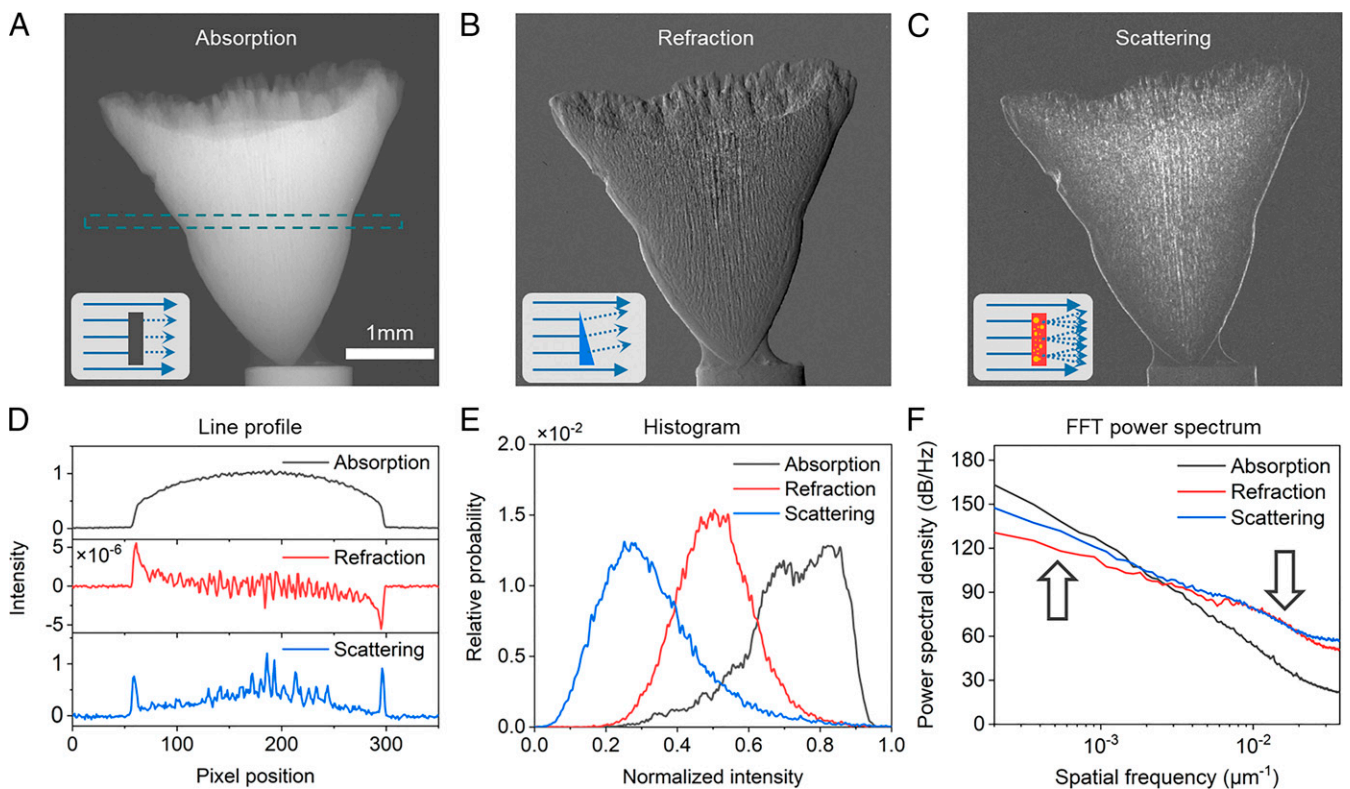 A
Absorption
1mm
B
Refraction
C
Scattering
D
Line profile
Absorption
1
0
5
×10⁻⁶
Refraction
0
-5
Scattering
1
0
Intensity
0
100
200
300
Pixel position
E
Histogram
×10⁻²
2.0
1.5
1.0
0.5
0.0
Absorption
Refraction
Scattering
Relative probability
0.0
0.2
0.4
0.6
0.8
1.0
Normalized intensity
F
FFT power spectrum
180
150
120
90
60
30
0
Absorption
Refraction
Scattering
Power spectral density (dB/Hz)
10⁻³
10⁻²
Spatial frequency (µm⁻¹)